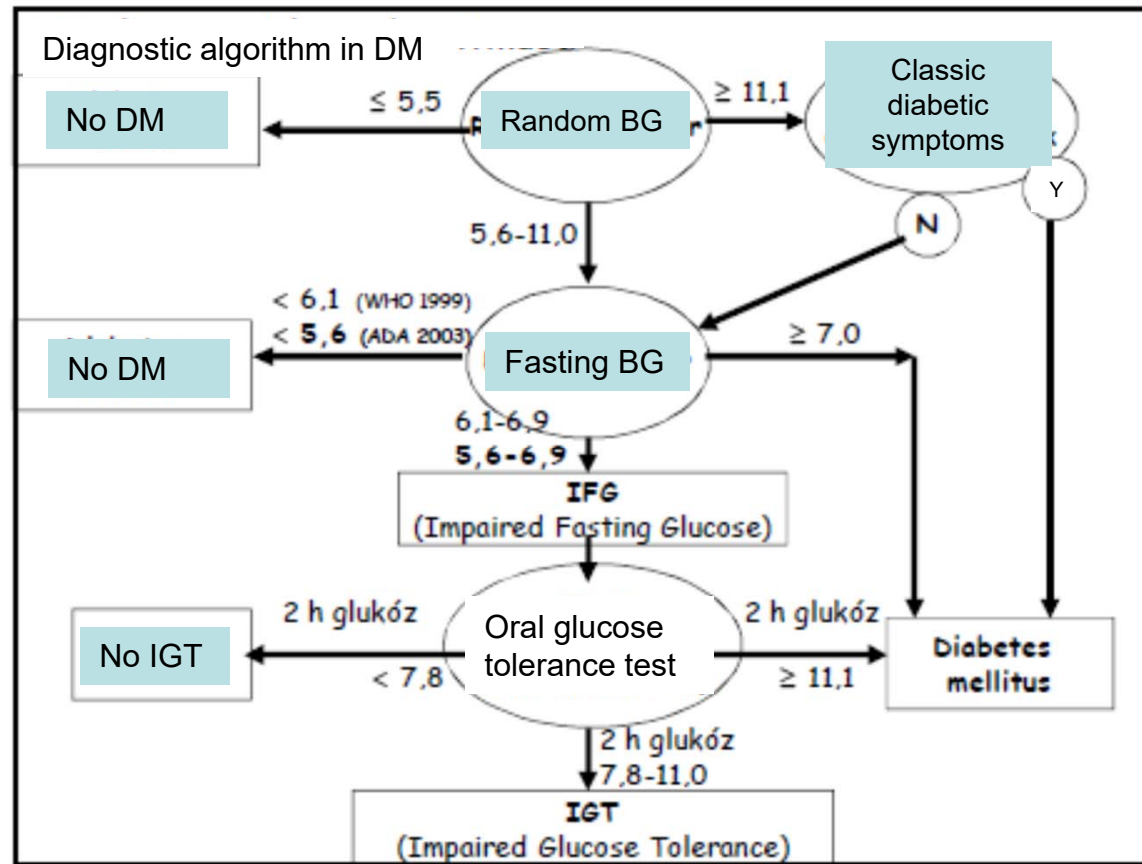 Diagnostic algorithm in DM
No DM
≤ 5,5
Random BG
≥ 11,1
Classic
diabetic
symptoms
Y
N
5,6-11,0
< 6,1 (WHO 1999)
< 5,6 (ADA 2003)
No DM
Fasting BG
≥ 7,0
6,1-6,9
5,6-6,9
IFG
(Impaired Fasting Glucose)
2 h glukóz
No IGT
< 7,8
Oral glucose
tolerance test
2 h glukóz
≥ 11,1
Diabetes
mellitus
2 h glukóz
7,8-11,0
IGT
(Impaired Glucose Tolerance)